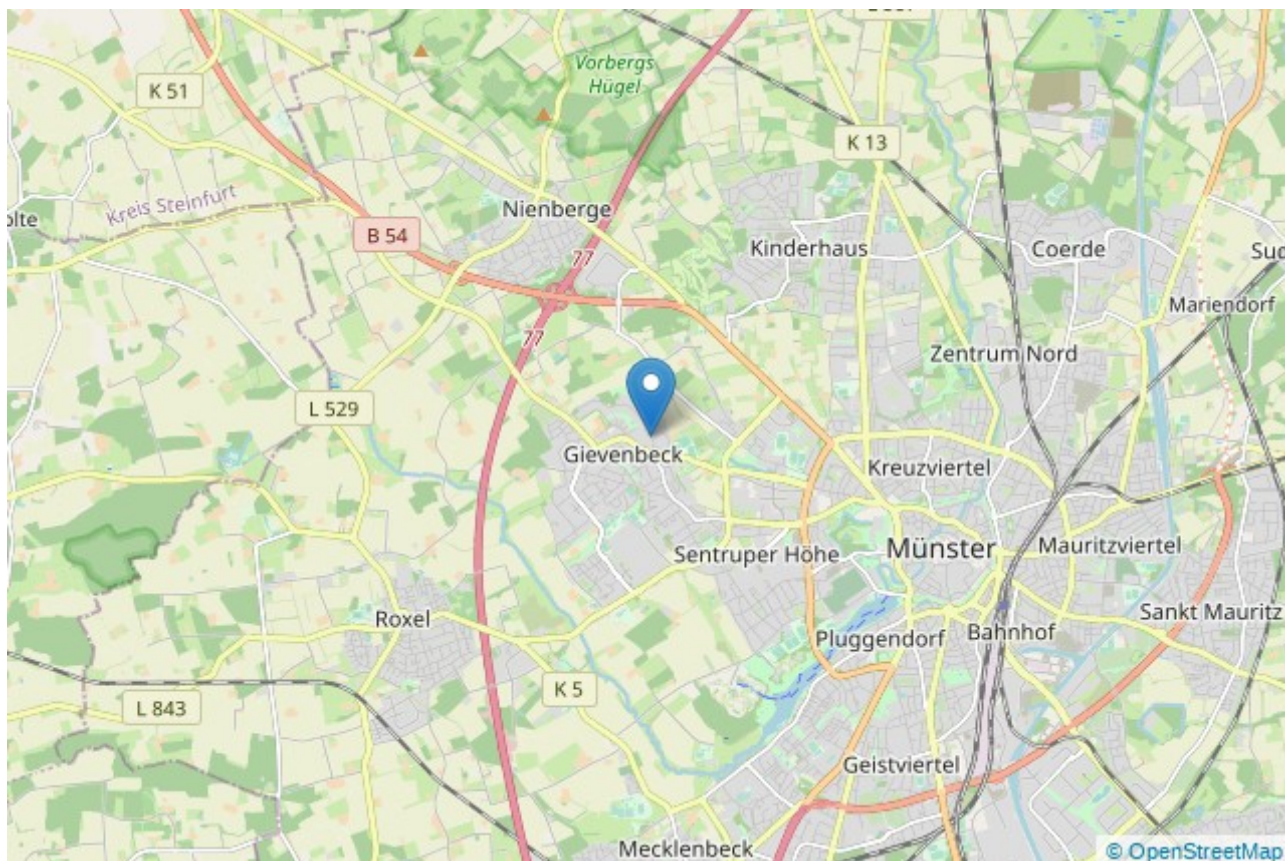 Vorbergs
Hügel
K 51
K 13
Kreis Steinfurt
olte
Nienberge
B 54
77
Kinderhaus
Coerde
Sud
Mariendorf
77
Zentrum Nord
L 529
Gievenbeck
Kreuzviertel
Sentruper Höhe
Münster
Mauritzviertel
Roxel
Sankt Mauritz
Pluggendorf
Bahnhof
K 5
L 843
Geistviertel
Mecklenbeck
© OpenStreetMap